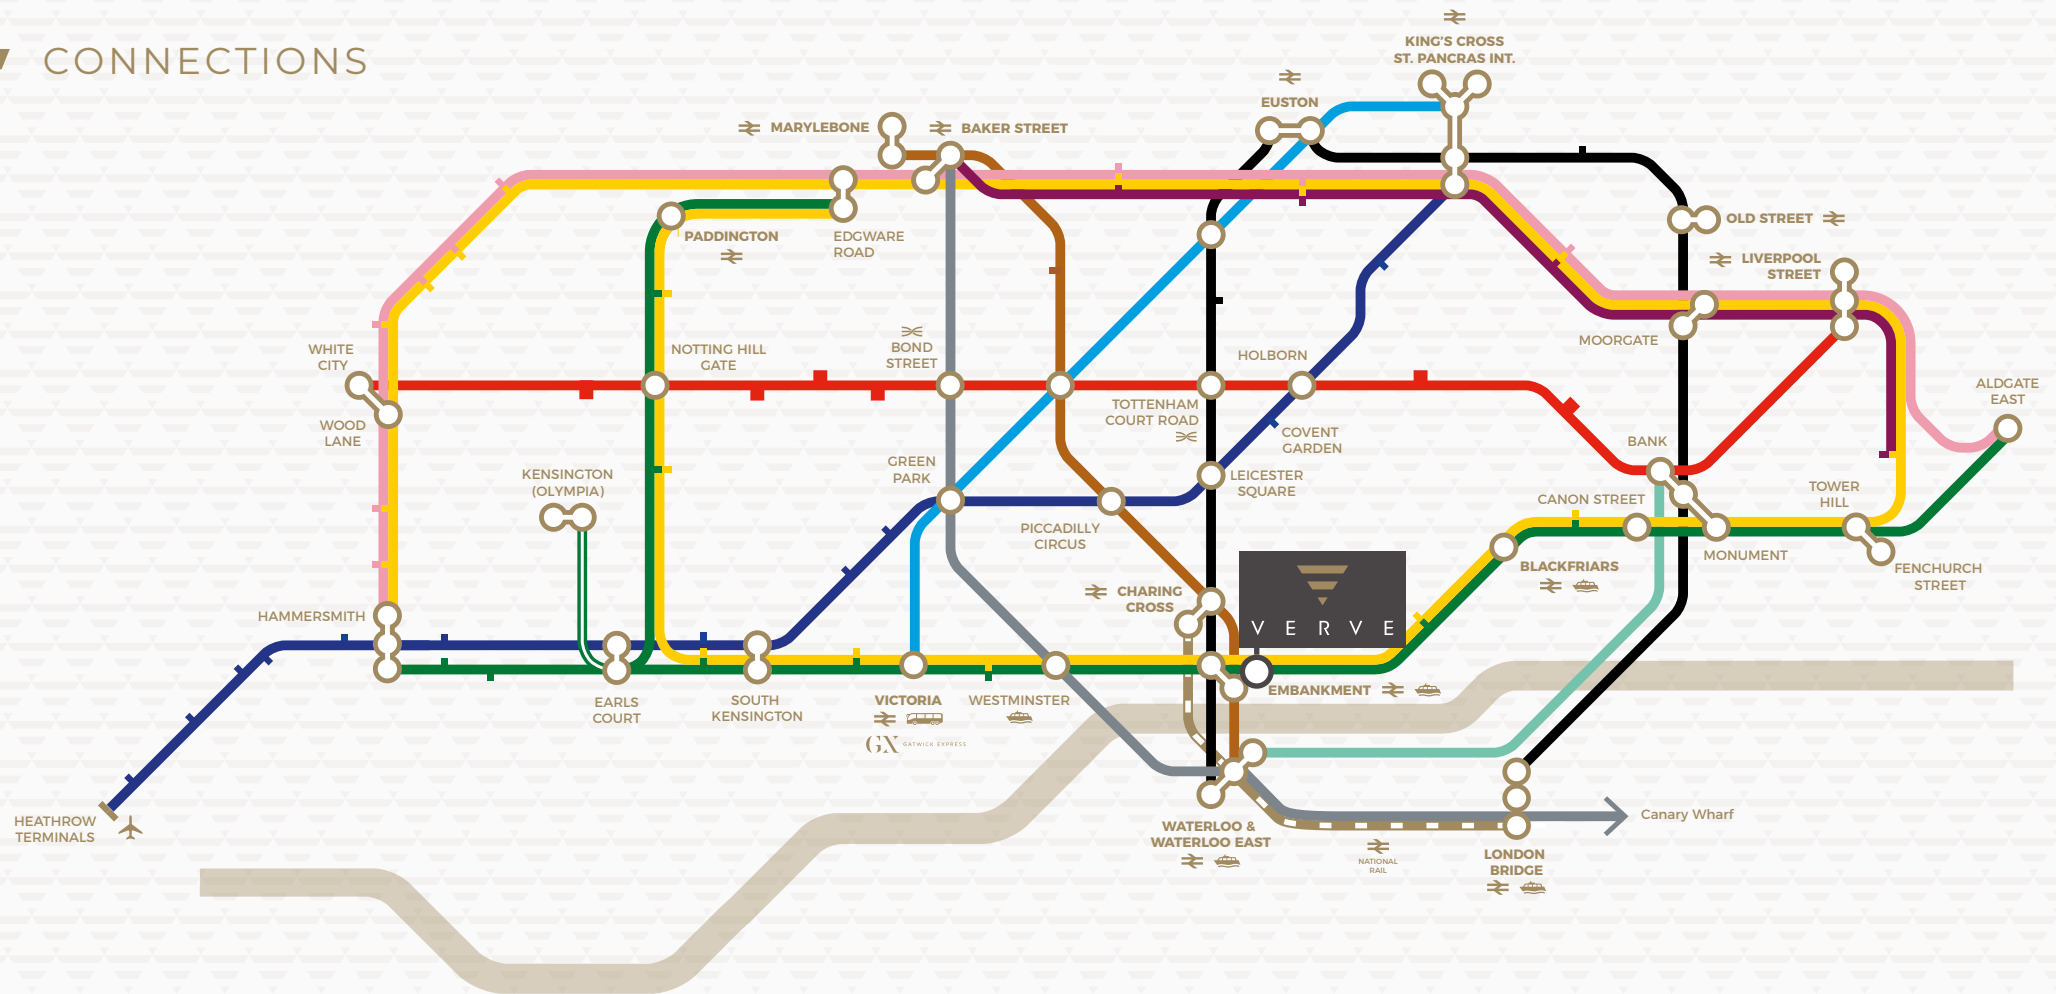 CONNECTIONS
KING'S CROSS
ST. PANCRAS INT.
EUSTON
MARYLEBONE
BAKER STREET
OLD STREET
PADDINGTON
EDGWARE
ROAD
LIVERPOOL
STREET
MOORGATE
WHITE
CITY
NOTTING HILL
GATE
BOND
STREET
HOLBORN
ALDGATE
EAST
TOTTENHAM
COURT ROAD
WOOD
LANE
COVENT
GARDEN
BANK
KENSINGTON
(OLYMPIA)
GREEN
PARK
LEICESTER
SQUARE
CANON STREET
TOWER
HILL
PICCADILLY
CIRCUS
MONUMENT
BLACKFRIARS
FENCHURCH
STREET
CHARING
CROSS
HAMMERSMITH
VERVE
EMBANKMENT
EARLS
COURT
SOUTH
KENSINGTON
VICTORIA
WESTMINSTER
GX GATWICK EXPRESS
HEATHROW
TERMINALS
Canary Wharf
WATERLOO &
WATERLOO EAST
NATIONAL
RAIL
LONDON
BRIDGE